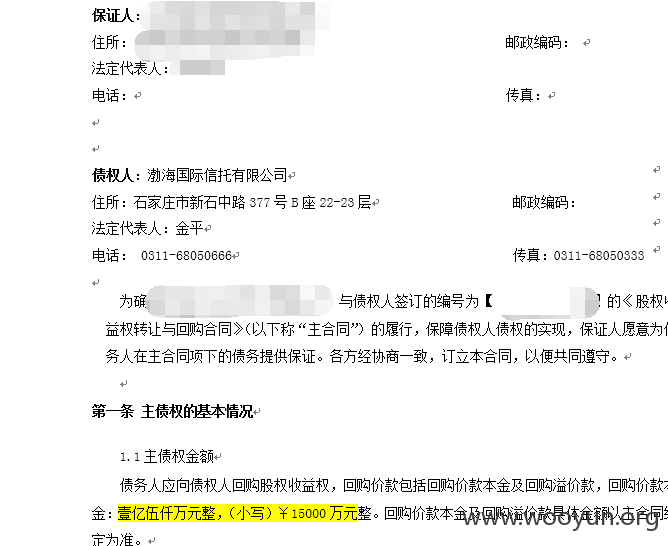 保证人：
住所： 邮政编码：
法定代表人：
电话： 传真：
债权人：渤海国际信托有限公司
住所：石家庄市新石中路 377 号 B 座 22-23 层 邮政编码：
法定代表人：金平
电话： 0311-68050666 传真：0311-68050333
为确 与债权人签订的编号为【 】的《股权收
益权转让与回购合同》（以下称“主合同”）的履行，保障债权人债权的实现，保证人愿意为债
务人在主合同项下的债务提供保证。各方经协商一致，订立本合同，以便共同遵守。
第一条 主债权的基本情况
1.1 主债权金额
债务人应向债权人回购股权收益权，回购价款包括回购价款本金及回购溢价款，回购价款本
金：壹亿伍仟万元整，（小写）￥15000 万元整。回购价款本金及回购溢价款具体金额以主合同约
定为准。
www.wooyun.org